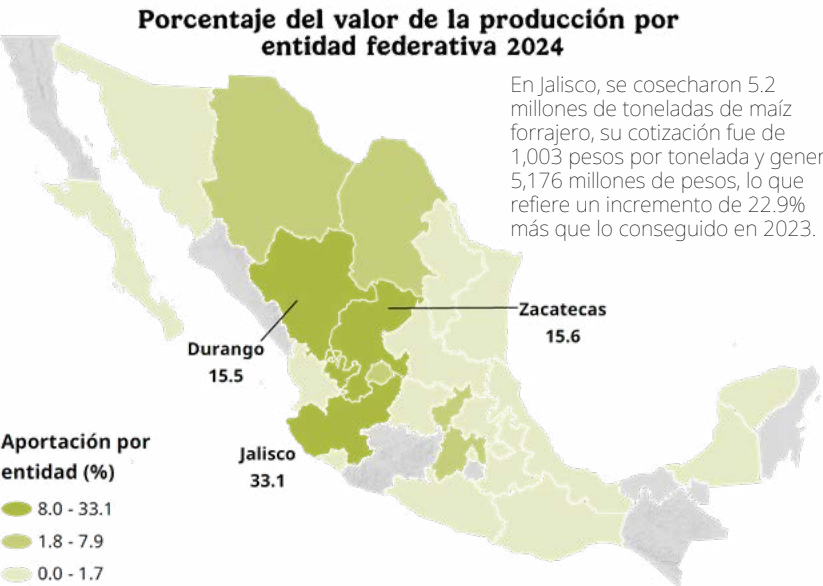 Porcentaje del valor de la producción por
entidad federativa 2024
En Jalisco, se cosecharon 5.2
millones de toneladas de maíz
forrajero, su cotización fue de
1,003 pesos por tonelada y gener
5,176 millones de pesos, lo que
refiere un incremento de 22.9%
más que lo conseguido en 2023.
Zacatecas
15.6
Durango
15.5
Jalisco
33.1
Aportación por
entidad (%)
8.0 - 33.1
1.8 - 7.9
0.0 - 1.7